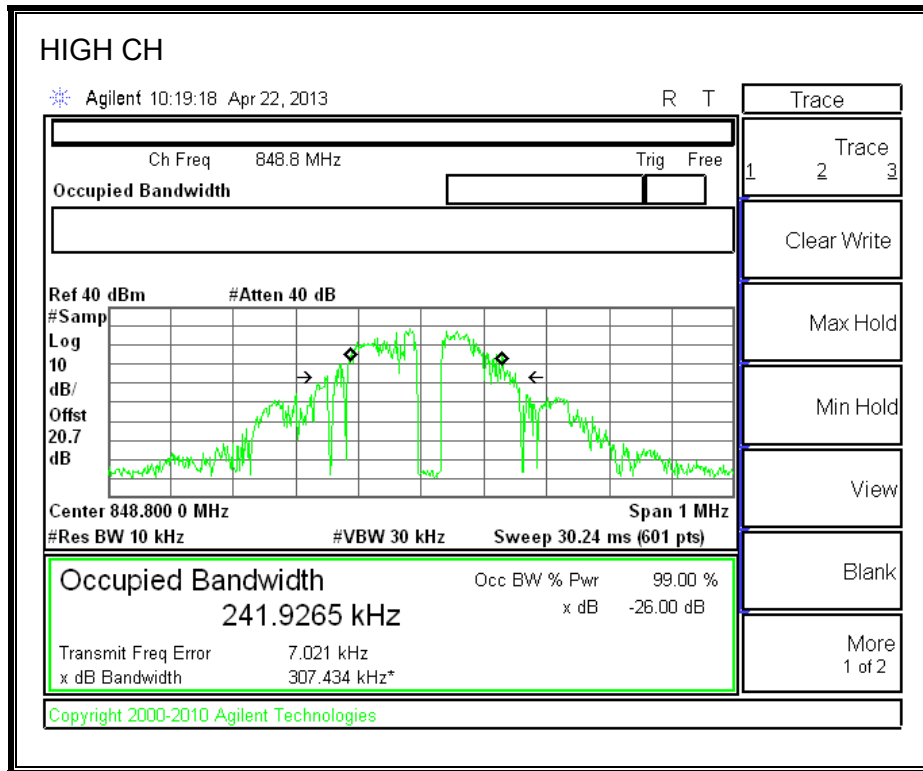 HIGH CH
Agilent 10:19:18 Apr 22, 2013 R T
Trace
Ch Freq 848.8 MHz Trig Free
Occupied Bandwidth
Trace
1 2 3
Clear Write
Max Hold
Min Hold
View
Blank
More
1 of 2
Ref 40 dBm #Atten 40 dB
#Samp
Log
10
dB/
Offst
20.7
dB
Center 848.800 0 MHz Span 1 MHz
#Res BW 10 kHz #VBW 30 kHz Sweep 30.24 ms (601 pts)
Occupied Bandwidth Occ BW % Pwr 99.00 %
241.9265 kHz x dB -26.00 dB
Transmit Freq Error 7.021 kHz
x dB Bandwidth 307.434 kHz*
Copyright 2000-2010 Agilent Technologies